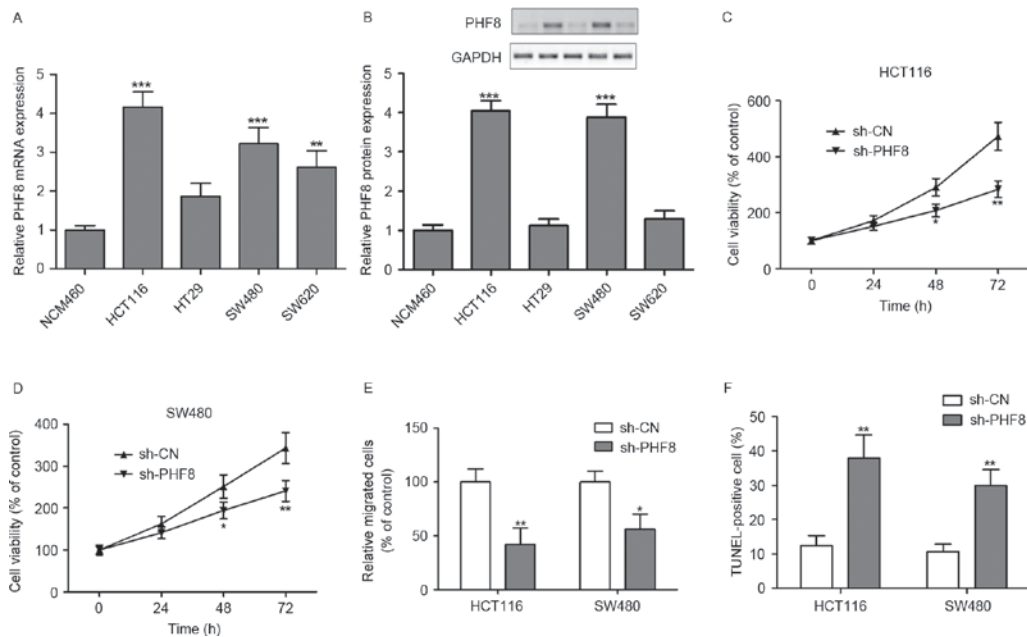 A
Relative PHF8 mRNA expression
5
4
3
2
1
0
***
***
**
NCM460
HCT116
HT29
SW480
SW620
B
PHF8
GAPDH
Relative PHF8 protein expression
5
4
3
2
1
0
***
***
NCM460
HCT116
HT29
SW480
SW620
C
HCT116
sh-CN
sh-PHF8
Cell viability (% of control)
600
400
200
0
*
**
0 24 48 72
Time (h)
D
SW480
sh-CN
sh-PHF8
Cell viability (% of control)
400
300
200
100
0
*
**
0 24 48 72
Time (h)
E
sh-CN
sh-PHF8
Relative migrated cells
(% of control)
150
100
50
0
**
*
HCT116 SW480
F
sh-CN
sh-PHF8
TUNEL-positive cell (%)
50
40
30
20
10
0
**
**
HCT116 SW480